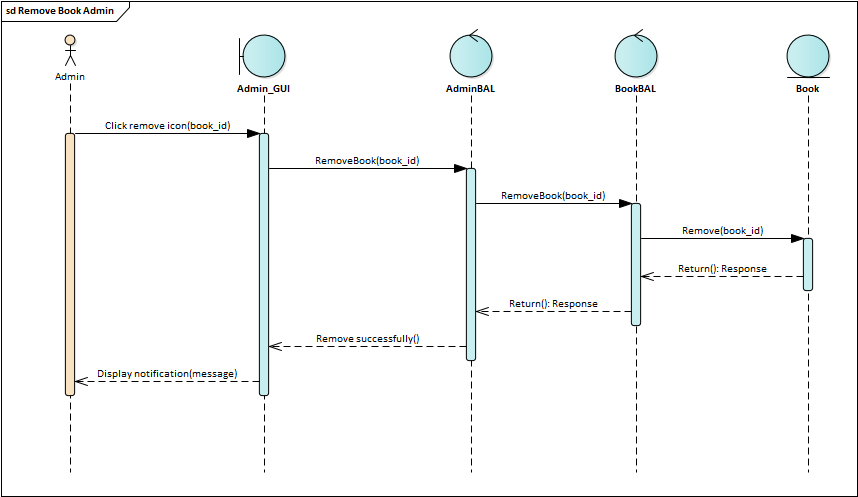 sd Remove Book Admin
Admin
Admin_GUI
AdminBAL
BookBAL
Book
Click remove icon(book_id)
RemoveBook(book_id)
RemoveBook(book_id)
Remove(book_id)
Return(): Response
Return(): Response
Remove successfully()
Display notification(message)